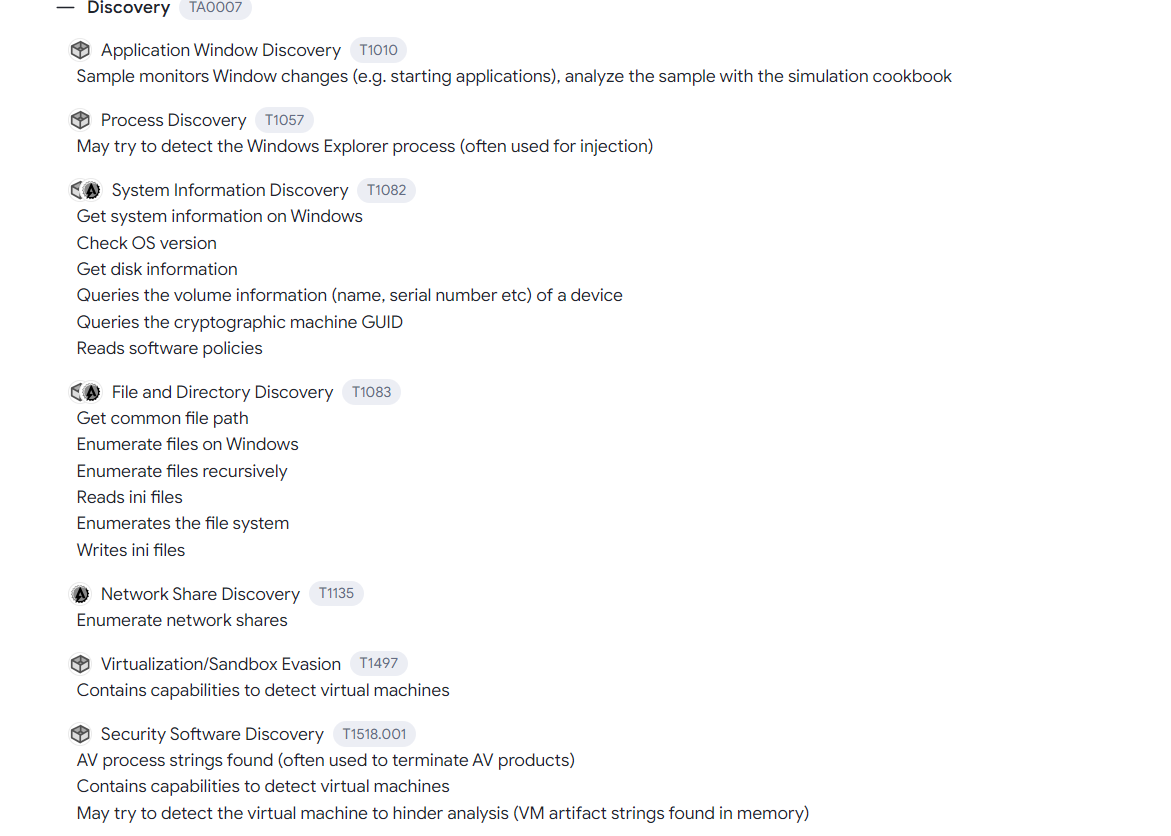 — Discovery TA0007
Application Window Discovery T1010
Sample monitors Window changes (e.g. starting applications), analyze the sample with the simulation cookbook
Process Discovery T1057
May try to detect the Windows Explorer process (often used for injection)
System Information Discovery T1082
Get system information on Windows
Check OS version
Get disk information
Queries the volume information (name, serial number etc) of a device
Queries the cryptographic machine GUID
Reads software policies
File and Directory Discovery T1083
Get common file path
Enumerate files on Windows
Enumerate files recursively
Reads ini files
Enumerates the file system
Writes ini files
Network Share Discovery T1135
Enumerate network shares
Virtualization/Sandbox Evasion T1497
Contains capabilities to detect virtual machines
Security Software Discovery T1518.001
AV process strings found (often used to terminate AV products)
Contains capabilities to detect virtual machines
May try to detect the virtual machine to hinder analysis (VM artifact strings found in memory)